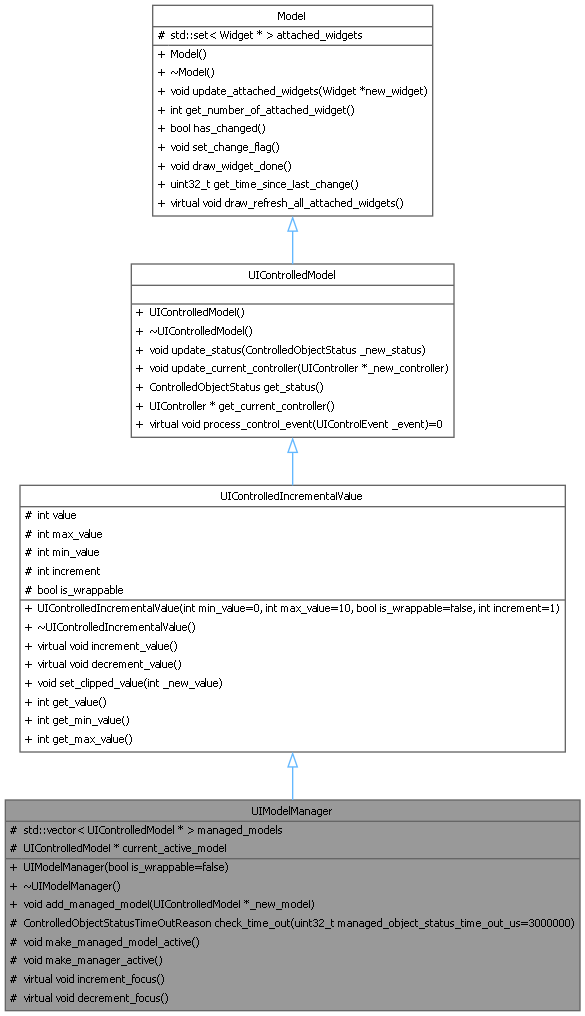 Model
# std::set< Widget * > attached_widgets
+ Model()
+ ~Model()
+ void update_attached_widgets(Widget *new_widget)
+ int get_number_of_attached_widget()
+ bool has_changed()
+ void set_change_flag()
+ void draw_widget_done()
+ uint32_t get_time_since_last_change()
+ virtual void draw_refresh_all_attached_widgets()
UIControlledModel
+ UIControlledModel()
+ ~UIControlledModel()
+ void update_status(ControlledObjectStatus _new_status)
+ void update_current_controller(UIController *_new_controller)
+ ControlledObjectStatus get_status()
+ UIController * get_current_controller()
+ virtual void process_control_event(UIControlEvent _event)=0
UIControlledIncrementalValue
# int value
# int max_value
# int min_value
# int increment
# bool is_wrappable
+ UIControlledIncrementalValue(int min_value=0, int max_value=10, bool is_wrappable=false, int increment=1)
+ ~UIControlledIncrementalValue()
+ virtual void increment_value()
+ virtual void decrement_value()
+ void set_clipped_value(int _new_value)
+ int get_value()
+ int get_min_value()
+ int get_max_value()
UIModelManager
# std::vector< UIControlledModel * > managed_models
# UIControlledModel * current_active_model
+ UIModelManager(bool is_wrappable=false)
+ ~UIModelManager()
+ void add_managed_model(UIControlledModel *_new_model)
# ControlledObjectStatusTimeOutReason check_time_out(uint32_t managed_object_status_time_out_us=3000000)
# void make_managed_model_active()
# void make_manager_active()
# virtual void increment_focus()
# virtual void decrement_focus()